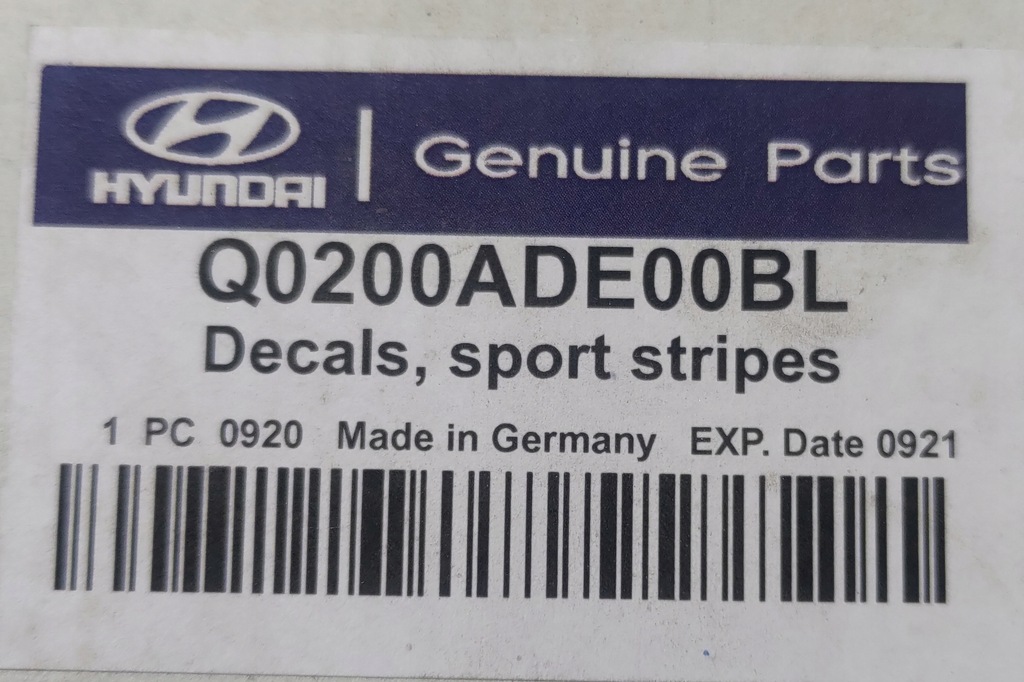 HYUNDAI | Genuine Parts
Q0200ADE00BL
Decals, sport stripes
1 PC 0920 Made in Germany EXP. Date 0921